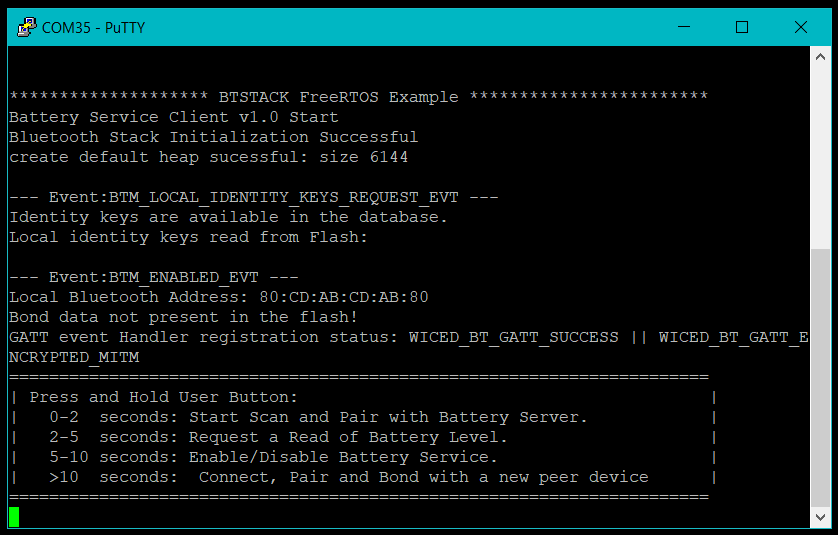 COM35 - PuTTY
******************** BTSTACK FreeRTOS Example ************************
Battery Service Client v1.0 Start
Bluetooth Stack Initialization Successful
create default heap sucessful: size 6144
--- Event:BTM_LOCAL_IDENTITY_KEYS_REQUEST_EVT ---
Identity keys are available in the database.
Local identity keys read from Flash:
--- Event:BTM_ENABLED_EVT ---
Local Bluetooth Address: 80:CD:AB:CD:AB:80
Bond data not present in the flash!
GATT event Handler registration status: WICED_BT_GATT_SUCCESS || WICED_BT_GATT_E
NCRYPTED_MITM
======================================================================
| Press and Hold User Button:                                         |
|   0-2  seconds: Start Scan and Pair with Battery Server.            |
|   2-5  seconds: Request a Read of Battery Level.                    |
|   5-10 seconds: Enable/Disable Battery Service.                     |
|   >10  seconds:  Connect, Pair and Bond with a new peer device      |
======================================================================